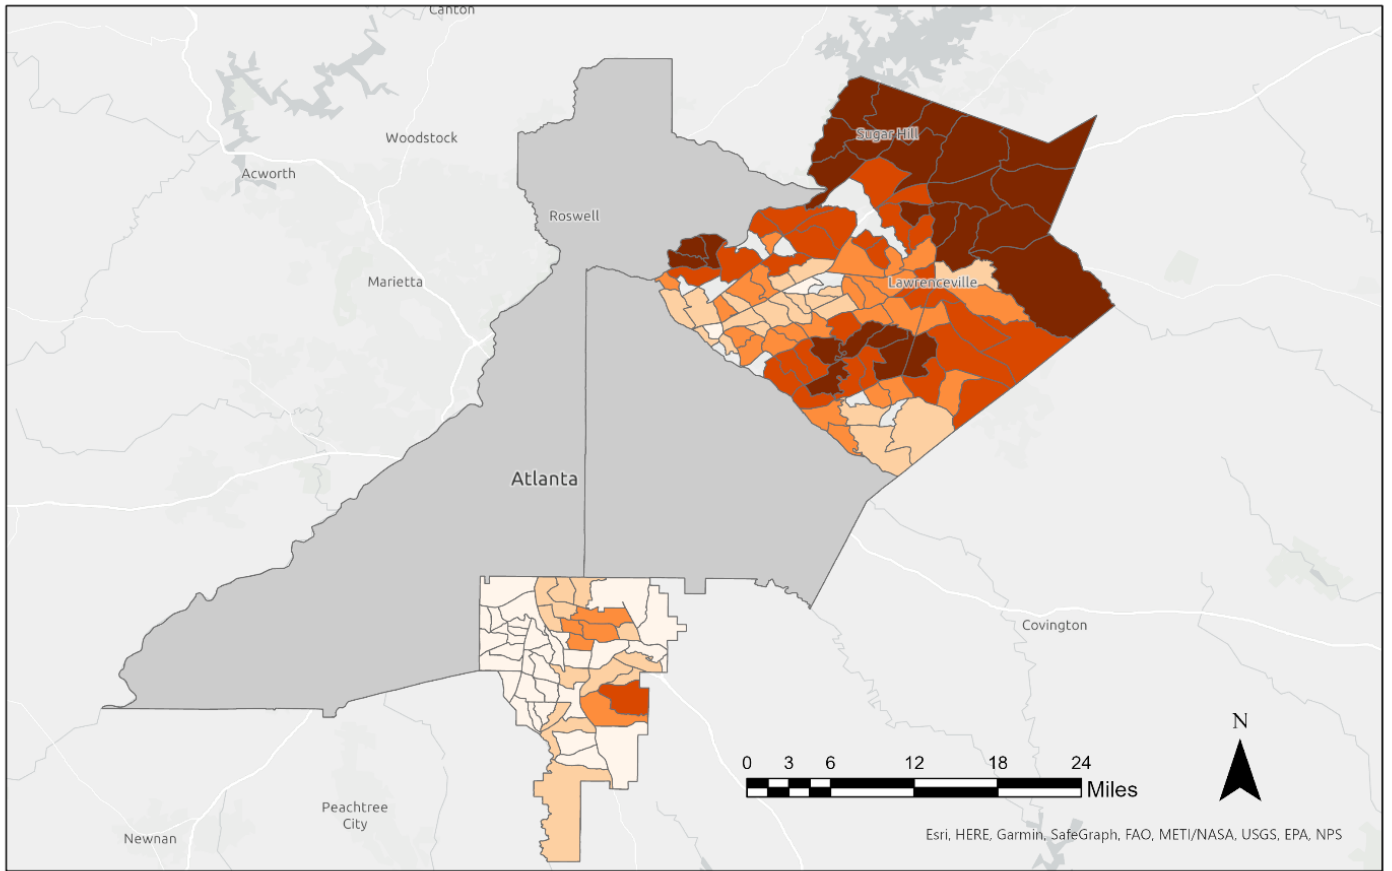 Canton
Woodstock
Sugar Hill
Acworth
Roswell
Marietta
Lawrenceville
Atlanta
Covington
N
0 3 6 12 18 24
Miles
Peachtree
City
Newnan
Esri, HERE, Garmin, SafeGraph, FAO, METI/NASA, USGS, EPA, NPS